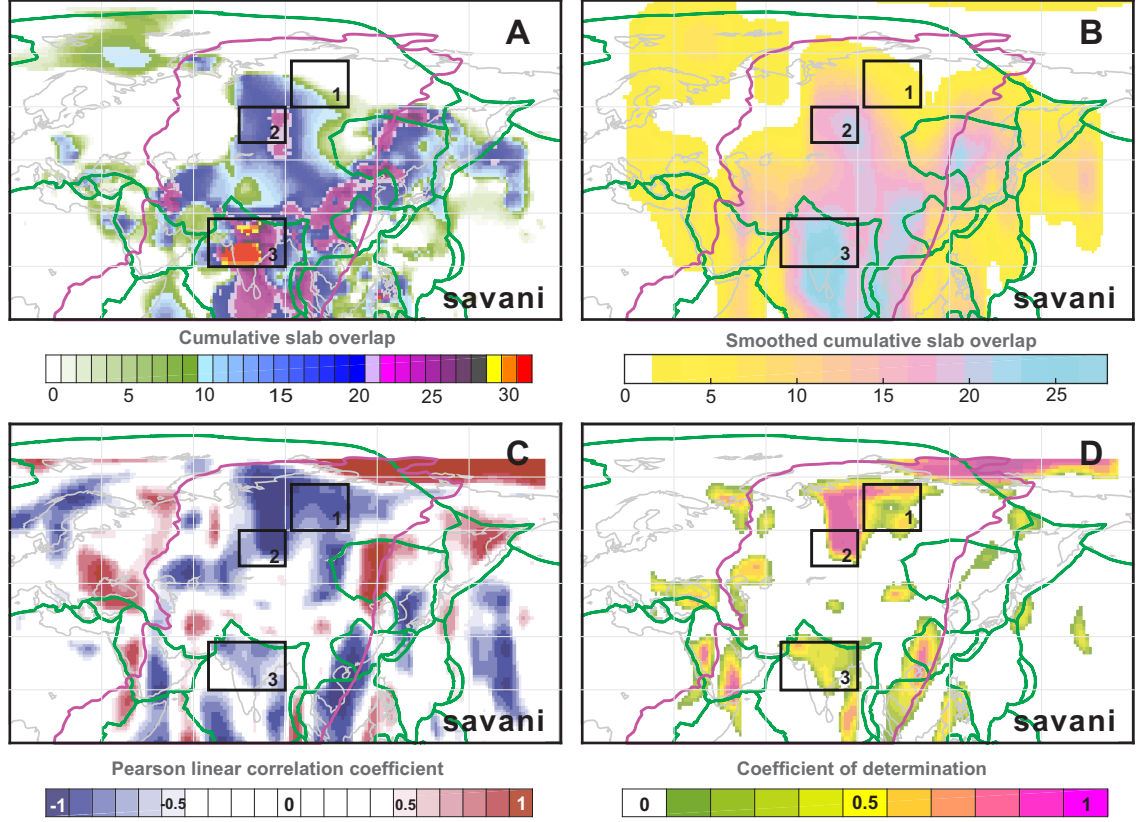 A
1
2
3
savani
Cumulative slab overlap
0 5 10 15 20 25 30
B
1
2
3
savani
Smoothed cumulative slab overlap
0 5 10 15 20 25
C
1
2
3
savani
Pearson linear correlation coefficient
-1 -0.5 0 0.5 1
D
1
2
3
savani
Coefficient of determination
0 0.5 1